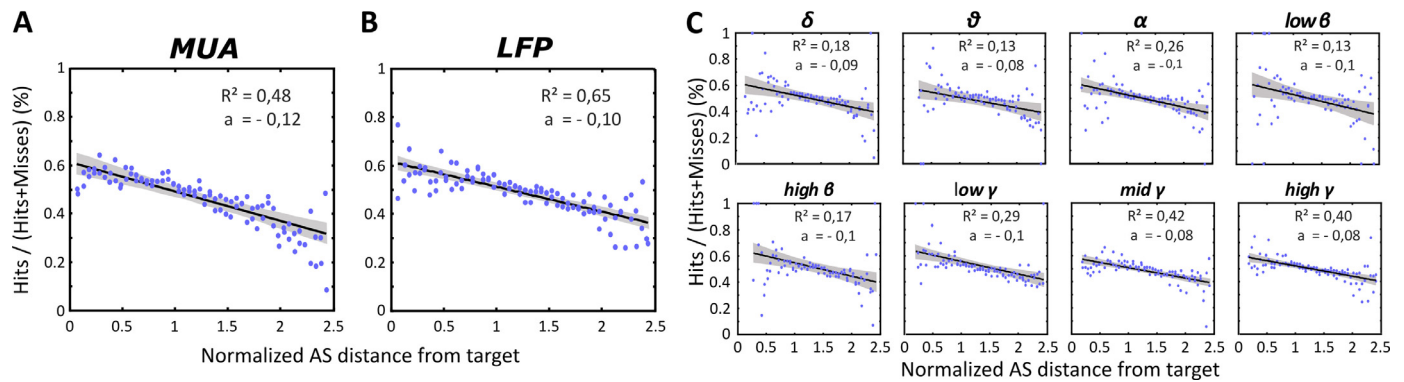 A
MUA
R² = 0,48
a = - 0,12
1
0.8
0.6
0.4
0.2
0
0
0.5
1
1.5
2
2.5
Hits / (Hits+Misses) (%)
B
LFP
R² = 0,65
a = - 0,10
1
0.8
0.6
0.4
0.2
0
0
0.5
1
1.5
2
2.5
Normalized AS distance from target
C
Hits / (Hits+Misses) (%)
δ
R² = 0,18
a = - 0,09
1
0.8
0.6
0.4
0.2
0
ϑ
R² = 0,13
a = - 0,08
α
R² = 0,26
a = - 0,1
low β
R² = 0,13
a = - 0,1
high β
R² = 0,17
a = - 0,1
1
0.8
0.6
0.4
0.2
0
0 0.5 1 1.5 2 2.5
low γ
R² = 0,29
a = - 0,1
0 0.5 1 1.5 2 2.5
mid γ
R² = 0,42
a = - 0,08
0 0.5 1 1.5 2 2.5
high γ
R² = 0,40
a = - 0,08
0 0.5 1 1.5 2 2.5
Normalized AS distance from target